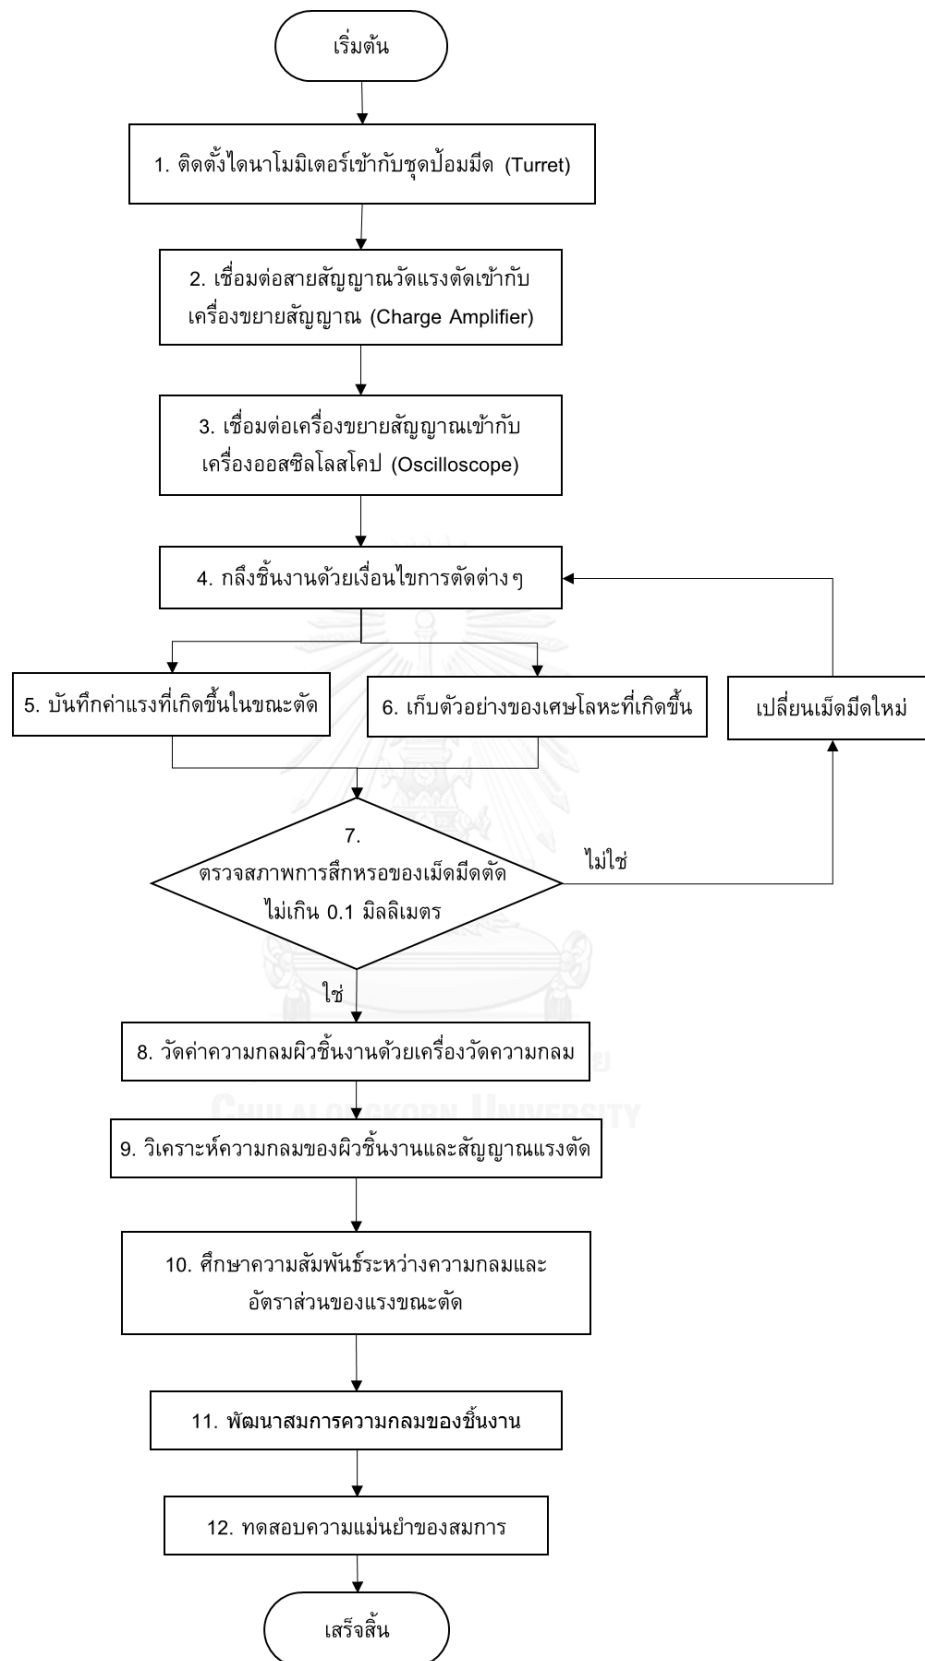 เริ่มต้น
1. ติดตั้งไดนาโมมิเตอร์เข้ากับชุดป้อมมีด (Turret)
2. เชื่อมต่อสายสัญญาณวัดแรงตัดเข้ากับ
เครื่องขยายสัญญาณ (Charge Amplifier)
3. เชื่อมต่อเครื่องขยายสัญญาณเข้ากับ
เครื่องออสซิลโลสโคป (Oscilloscope)
4. กลึงชิ้นงานด้วยเงื่อนไขการตัดต่างๆ
5. บันทึกค่าแรงที่เกิดขึ้นในขณะตัด
6. เก็บตัวอย่างของเศษโลหะที่เกิดขึ้น
เปลี่ยนเม็ดมีดใหม่
7.
ตรวจสภาพการสึกหรอของเม็ดมีดตัด
ไม่เกิน 0.1 มิลลิเมตร
ไม่ใช่
ใช่
8. วัดค่าความกลมผิวชิ้นงานด้วยเครื่องวัดความกลม
CHULALONGKORN UNIVERSITY
9. วิเคราะห์ความกลมของผิวชิ้นงานและสัญญาณแรงตัด
10. ศึกษาความสัมพันธ์ระหว่างความกลมและ
อัตราส่วนของแรงขณะตัด
11. พัฒนาสมการความกลมของชิ้นงาน
12. ทดสอบความแม่นยำของสมการ
เสร็จสิ้น